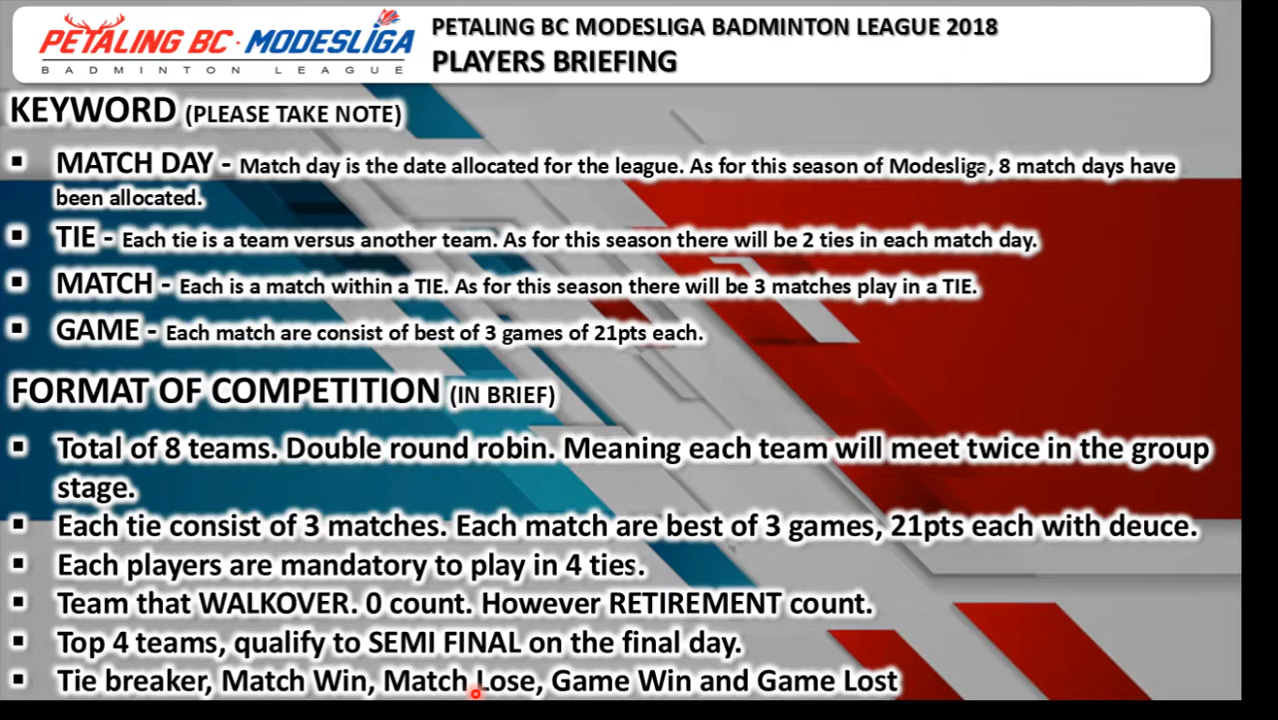 PETALING BC · MODESLIGA
BADMINTON LEAGUE
PETALING BC MODESLIGA BADMINTON LEAGUE 2018
PLAYERS BRIEFING
KEYWORD (PLEASE TAKE NOTE)
▪ MATCH DAY - Match day is the date allocated for the league. As for this season of Modesliga, 8 match days have
been allocated.
▪ TIE - Each tie is a team versus another team. As for this season there will be 2 ties in each match day.
▪ MATCH - Each is a match within a TIE. As for this season there will be 3 matches play in a TIE.
▪ GAME - Each match are consist of best of 3 games of 21pts each.
FORMAT OF COMPETITION (IN BRIEF)
▪ Total of 8 teams. Double round robin. Meaning each team will meet twice in the group
stage.
▪ Each tie consist of 3 matches. Each match are best of 3 games, 21pts each with deuce.
▪ Each players are mandatory to play in 4 ties.
▪ Team that WALKOVER. 0 count. However RETIREMENT count.
▪ Top 4 teams, qualify to SEMI FINAL on the final day.
▪ Tie breaker, Match Win, Match Lose, Game Win and Game Lost